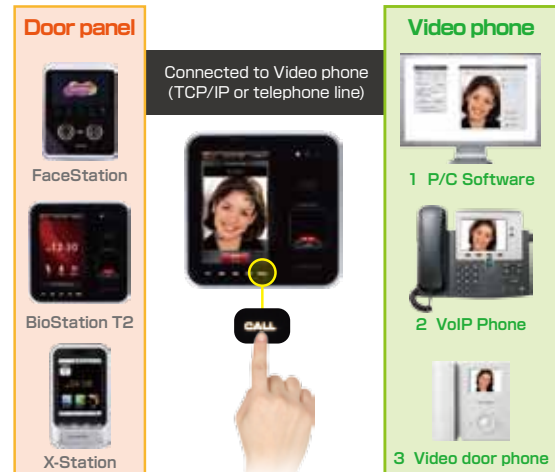 Door panel
FaceStation
BioStation T2
X-Station
Connected to Video phone
(TCP/IP or telephone line)
CALL
Video phone
1 P/C Software
2 VoIP Phone
3 Video door phone